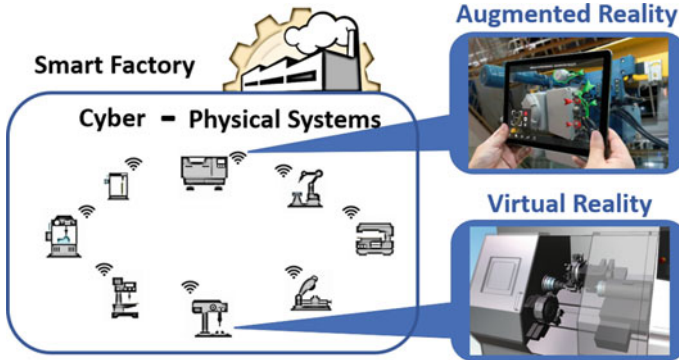 Augmented Reality
Smart Factory
Cyber - Physical Systems
Virtual Reality